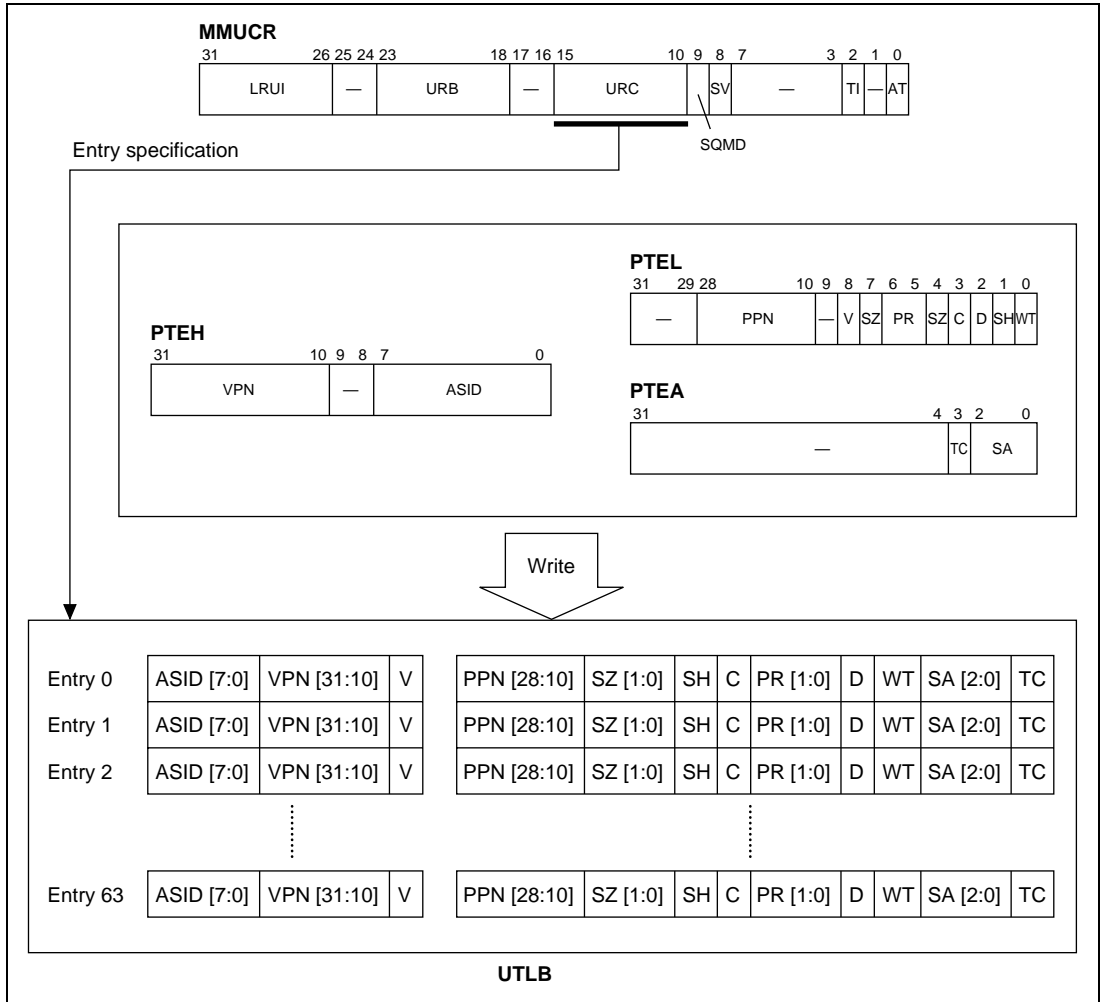 MMUCR
31 26 25 24 23 18 17 16 15 10 9 8 7 3 2 1 0
LRUI — URB — URC SV — TI — AT
SQMD
Entry specification
PTEL
31 29 28 10 9 8 7 6 5 4 3 2 1 0
— PPN — V SZ PR SZ C D SH WT
PTEH
31 10 9 8 7 0
VPN — ASID
PTEA
31 4 3 2 0
— TC SA
Write
Entry 0 ASID [7:0] VPN [31:10] V PPN [28:10] SZ [1:0] SH C PR [1:0] D WT SA [2:0] TC
Entry 1 ASID [7:0] VPN [31:10] V PPN [28:10] SZ [1:0] SH C PR [1:0] D WT SA [2:0] TC
Entry 2 ASID [7:0] VPN [31:10] V PPN [28:10] SZ [1:0] SH C PR [1:0] D WT SA [2:0] TC
Entry 63 ASID [7:0] VPN [31:10] V PPN [28:10] SZ [1:0] SH C PR [1:0] D WT SA [2:0] TC
UTLB